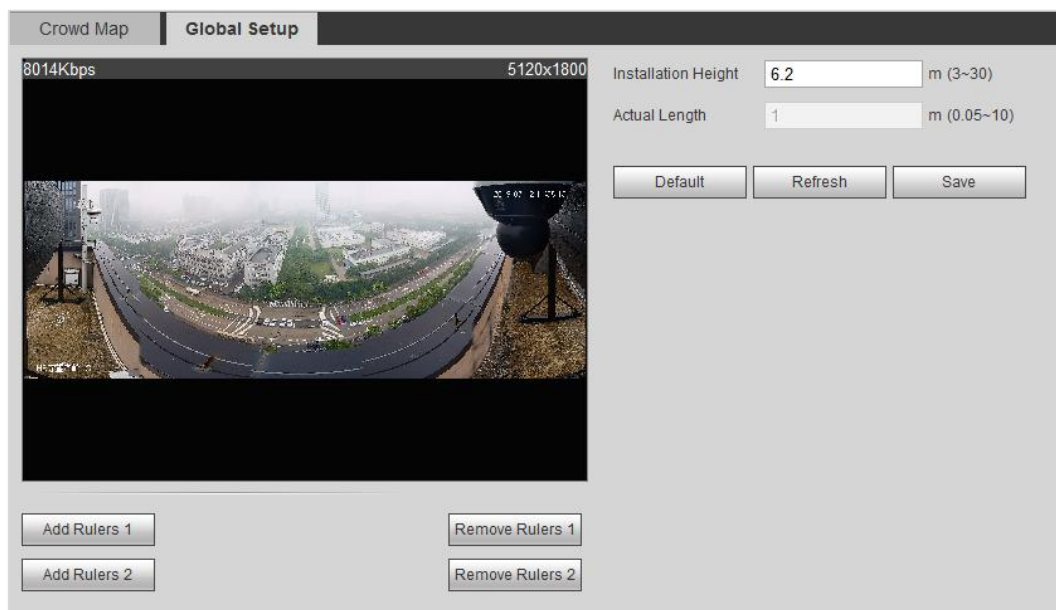 Crowd Map Global Setup
8014Kbps 5120x1800
Installation Height 6.2 m (3~30)
Actual Length 1 m (0.05~10)
Default Refresh Save
Add Rulers 1 Remove Rulers 1
Add Rulers 2 Remove Rulers 2